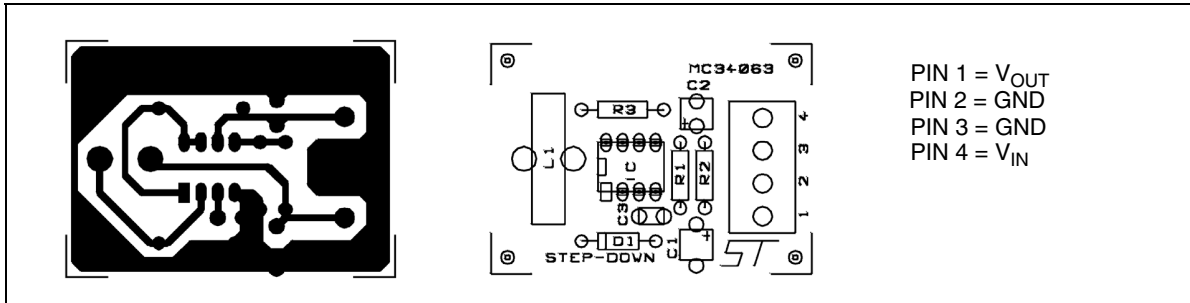 MC34063
C2
R3
L1
IC
R1
R2
C3
C1
D1
STEP-DOWN
ST
4
3
2
1
+
+
PIN 1 = VOUT
PIN 2 = GND
PIN 3 = GND
PIN 4 = VIN